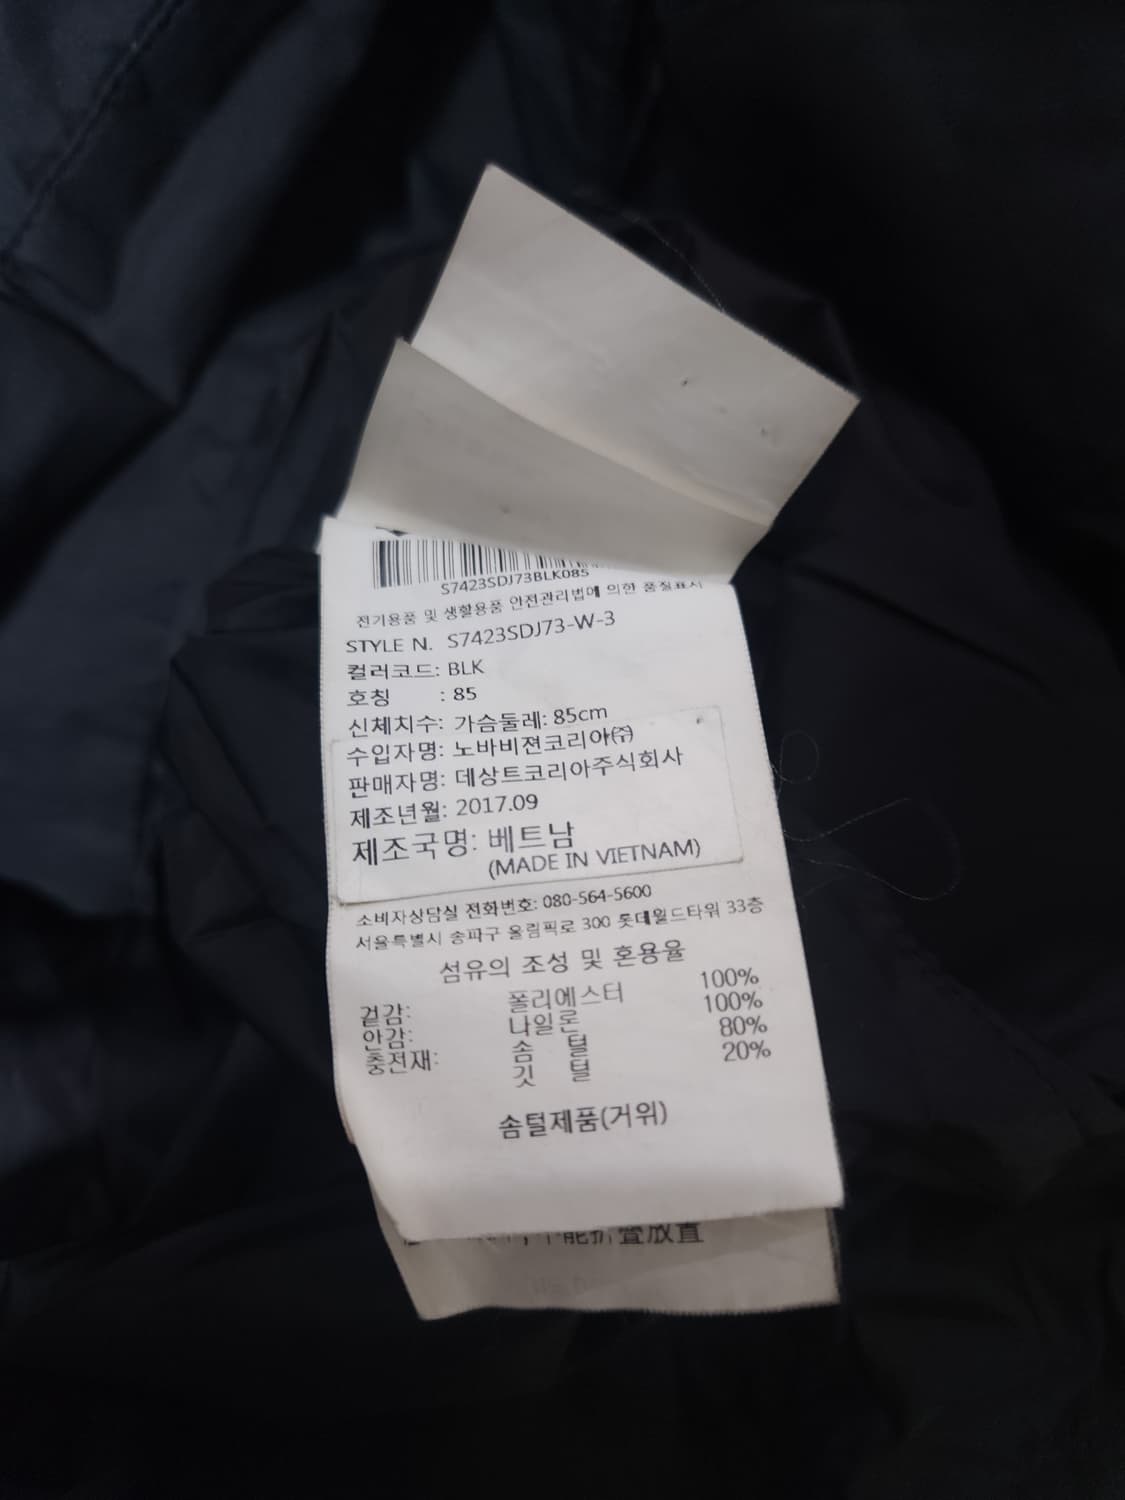 S7423SDJ73BLK085
전기용품 및 생활용품 안전관리법에 의한 품질표시
STYLE N. S7423SDJ73-W-3
컬러코드: BLK
호칭 : 85
신체치수: 가슴둘레: 85cm
수입자명: 노바비젼코리아㈜
판매자명: 데상트코리아주식회사
제조년월: 2017.09
제조국명: 베트남
(MADE IN VIETNAM)
소비자상담실 전화번호: 080-564-5600
서울특별시 송파구 올림픽로 300 롯데월드타워 33층
섬유의 조성 및 혼용율
겉감: 폴리에스터 100%
안감: 나일론 100%
충전재: 솜 털 80%
깃 털 20%
솜털제품(거위)
能折叠放置